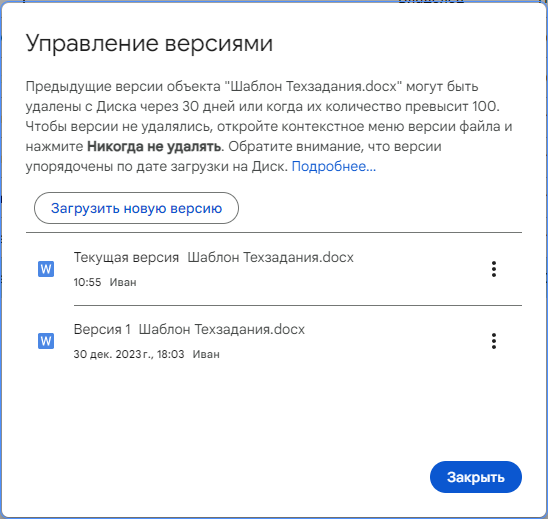 Управление версиями
Предыдущие версии объекта "Шаблон Техзадания.docx" могут быть
удалены с Диска через 30 дней или когда их количество превысит 100.
Чтобы версии не удалялись, откройте контекстное меню версии файла и
нажмите Никогда не удалять. Обратите внимание, что версии
упорядочены по дате загрузки на Диск. Подробнее…
Загрузить новую версию
W Текущая версия Шаблон Техзадания.docx
10:55 Иван
W Версия 1 Шаблон Техзадания.docx
30 дек. 2023 г., 18:03 Иван
Закрыть